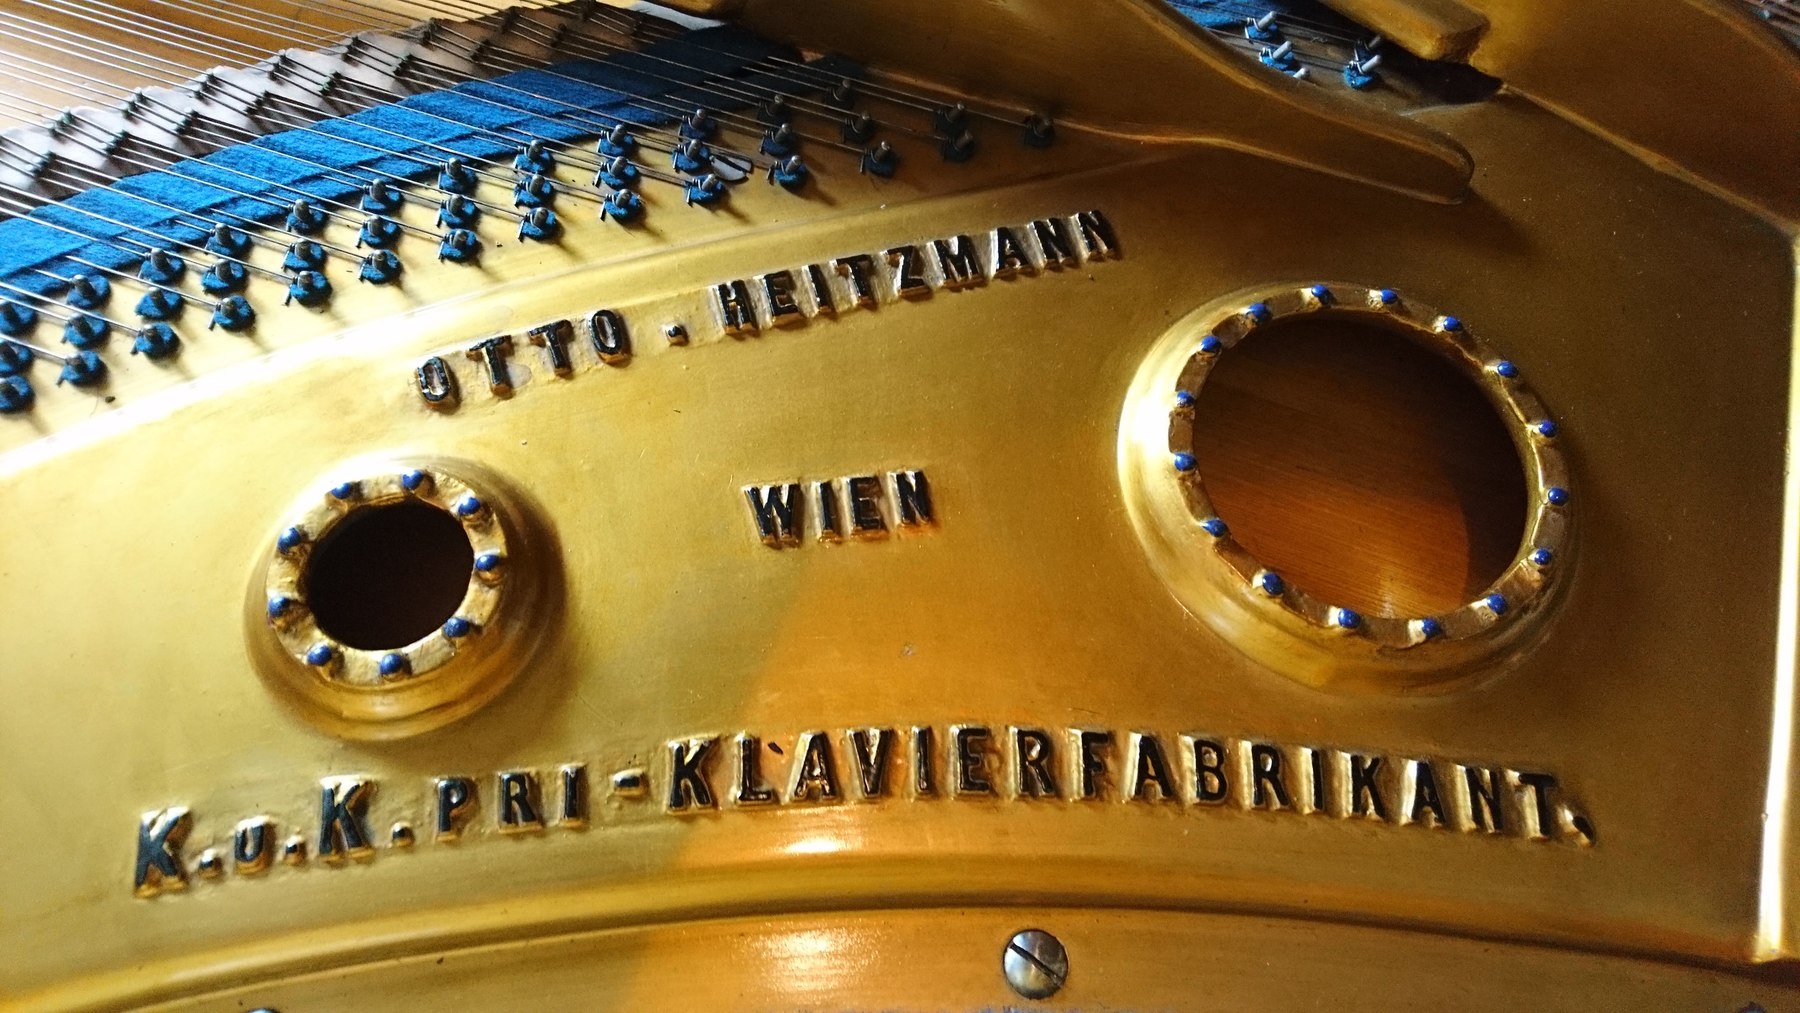 OTTO · HEITZMANN
WIEN
K.u.K. PRI-KLAVIERFABRIKANT.